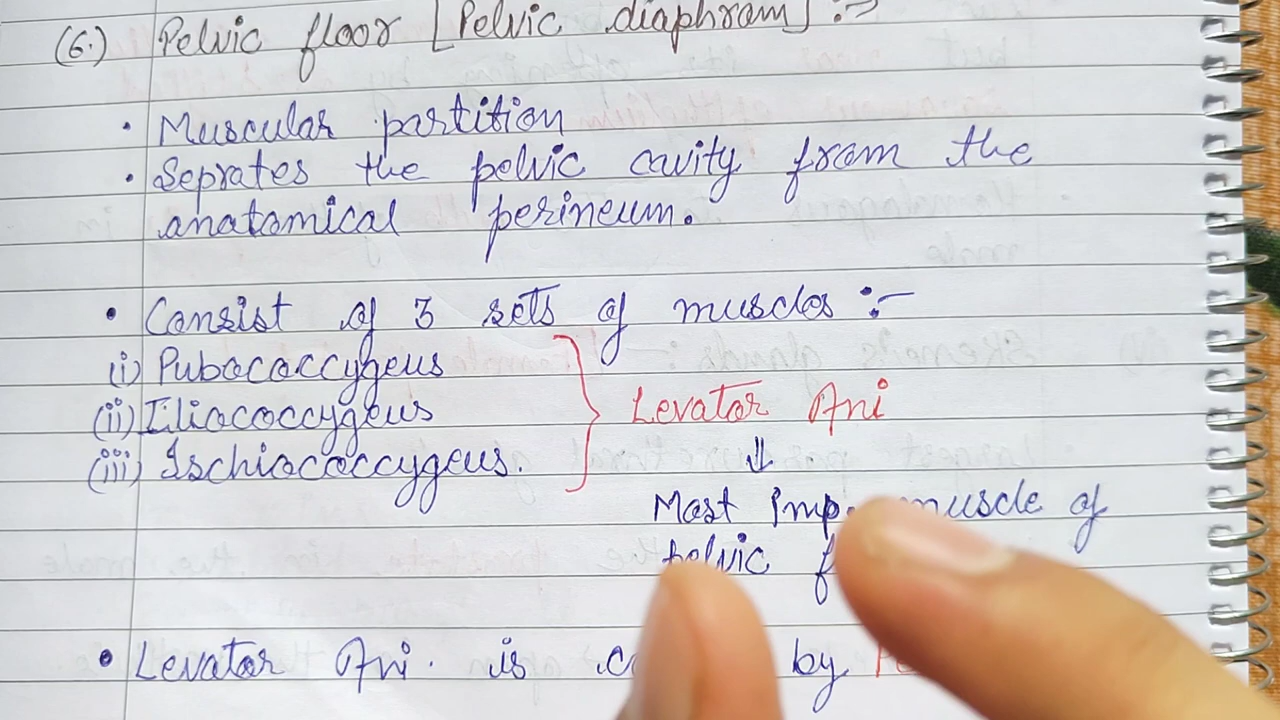 (6.) Pelvic floor [Pelvic diaphram] :→
• Muscular partition
• Seprates the pelvic cavity from the
anatomical perineum.
• Consist of 3 sets of muscles :-
(i) Pubococcygeus
(ii) Iliococcygeus
(iii) Ischiococcygeus.
Levator Ani
↓
Most Imp. muscle of
pelvic
• Levator Ani. is by